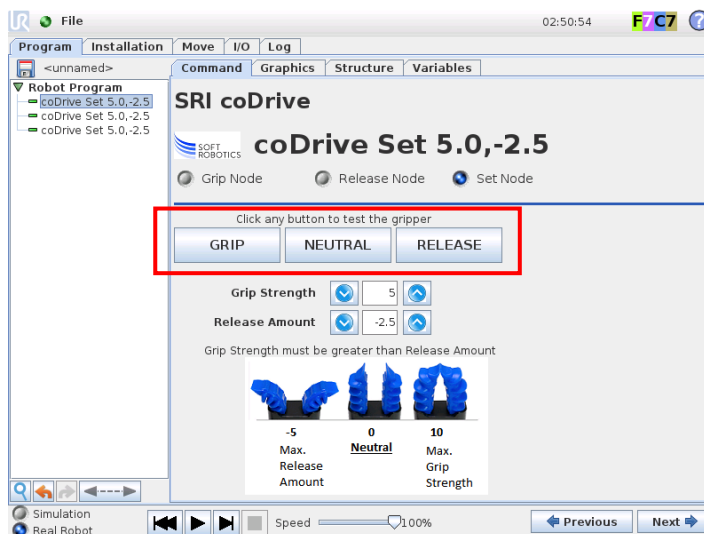 File
02:50:54
F7C7
?
Program Installation Move I/O Log
<unnamed>
Command Graphics Structure Variables
Robot Program
coDrive Set 5.0,-2.5
coDrive Set 5.0,-2.5
coDrive Set 5.0,-2.5
SRI coDrive
SOFT
ROBOTICS
coDrive Set 5.0,-2.5
Grip Node Release Node Set Node
Click any button to test the gripper
GRIP NEUTRAL RELEASE
Grip Strength 5
Release Amount -2.5
Grip Strength must be greater than Release Amount
-5 0 10
Max. Neutral Max.
Release Grip
Amount Strength
Simulation
Real Robot
Speed 100%
Previous Next